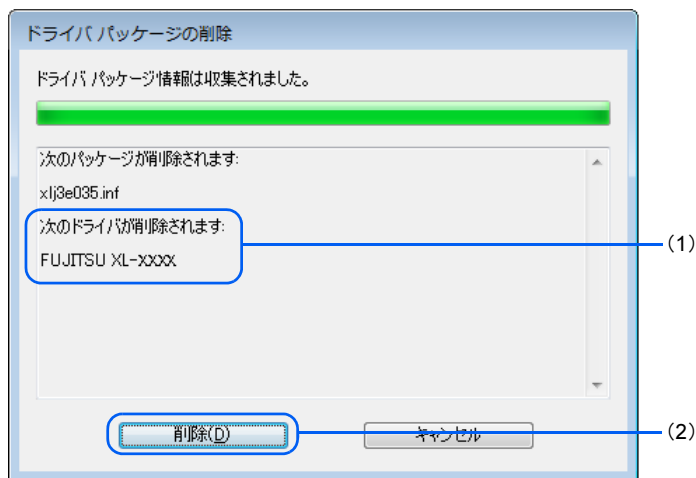 ドライバ パッケージの削除
ドライバ パッケージ情報は収集されました。
次のパッケージが削除されます:
xlj3e035.inf
次のドライバが削除されます:
FUJITSU XL-XXXX
(1)
削除(D)
キャンセル
(2)